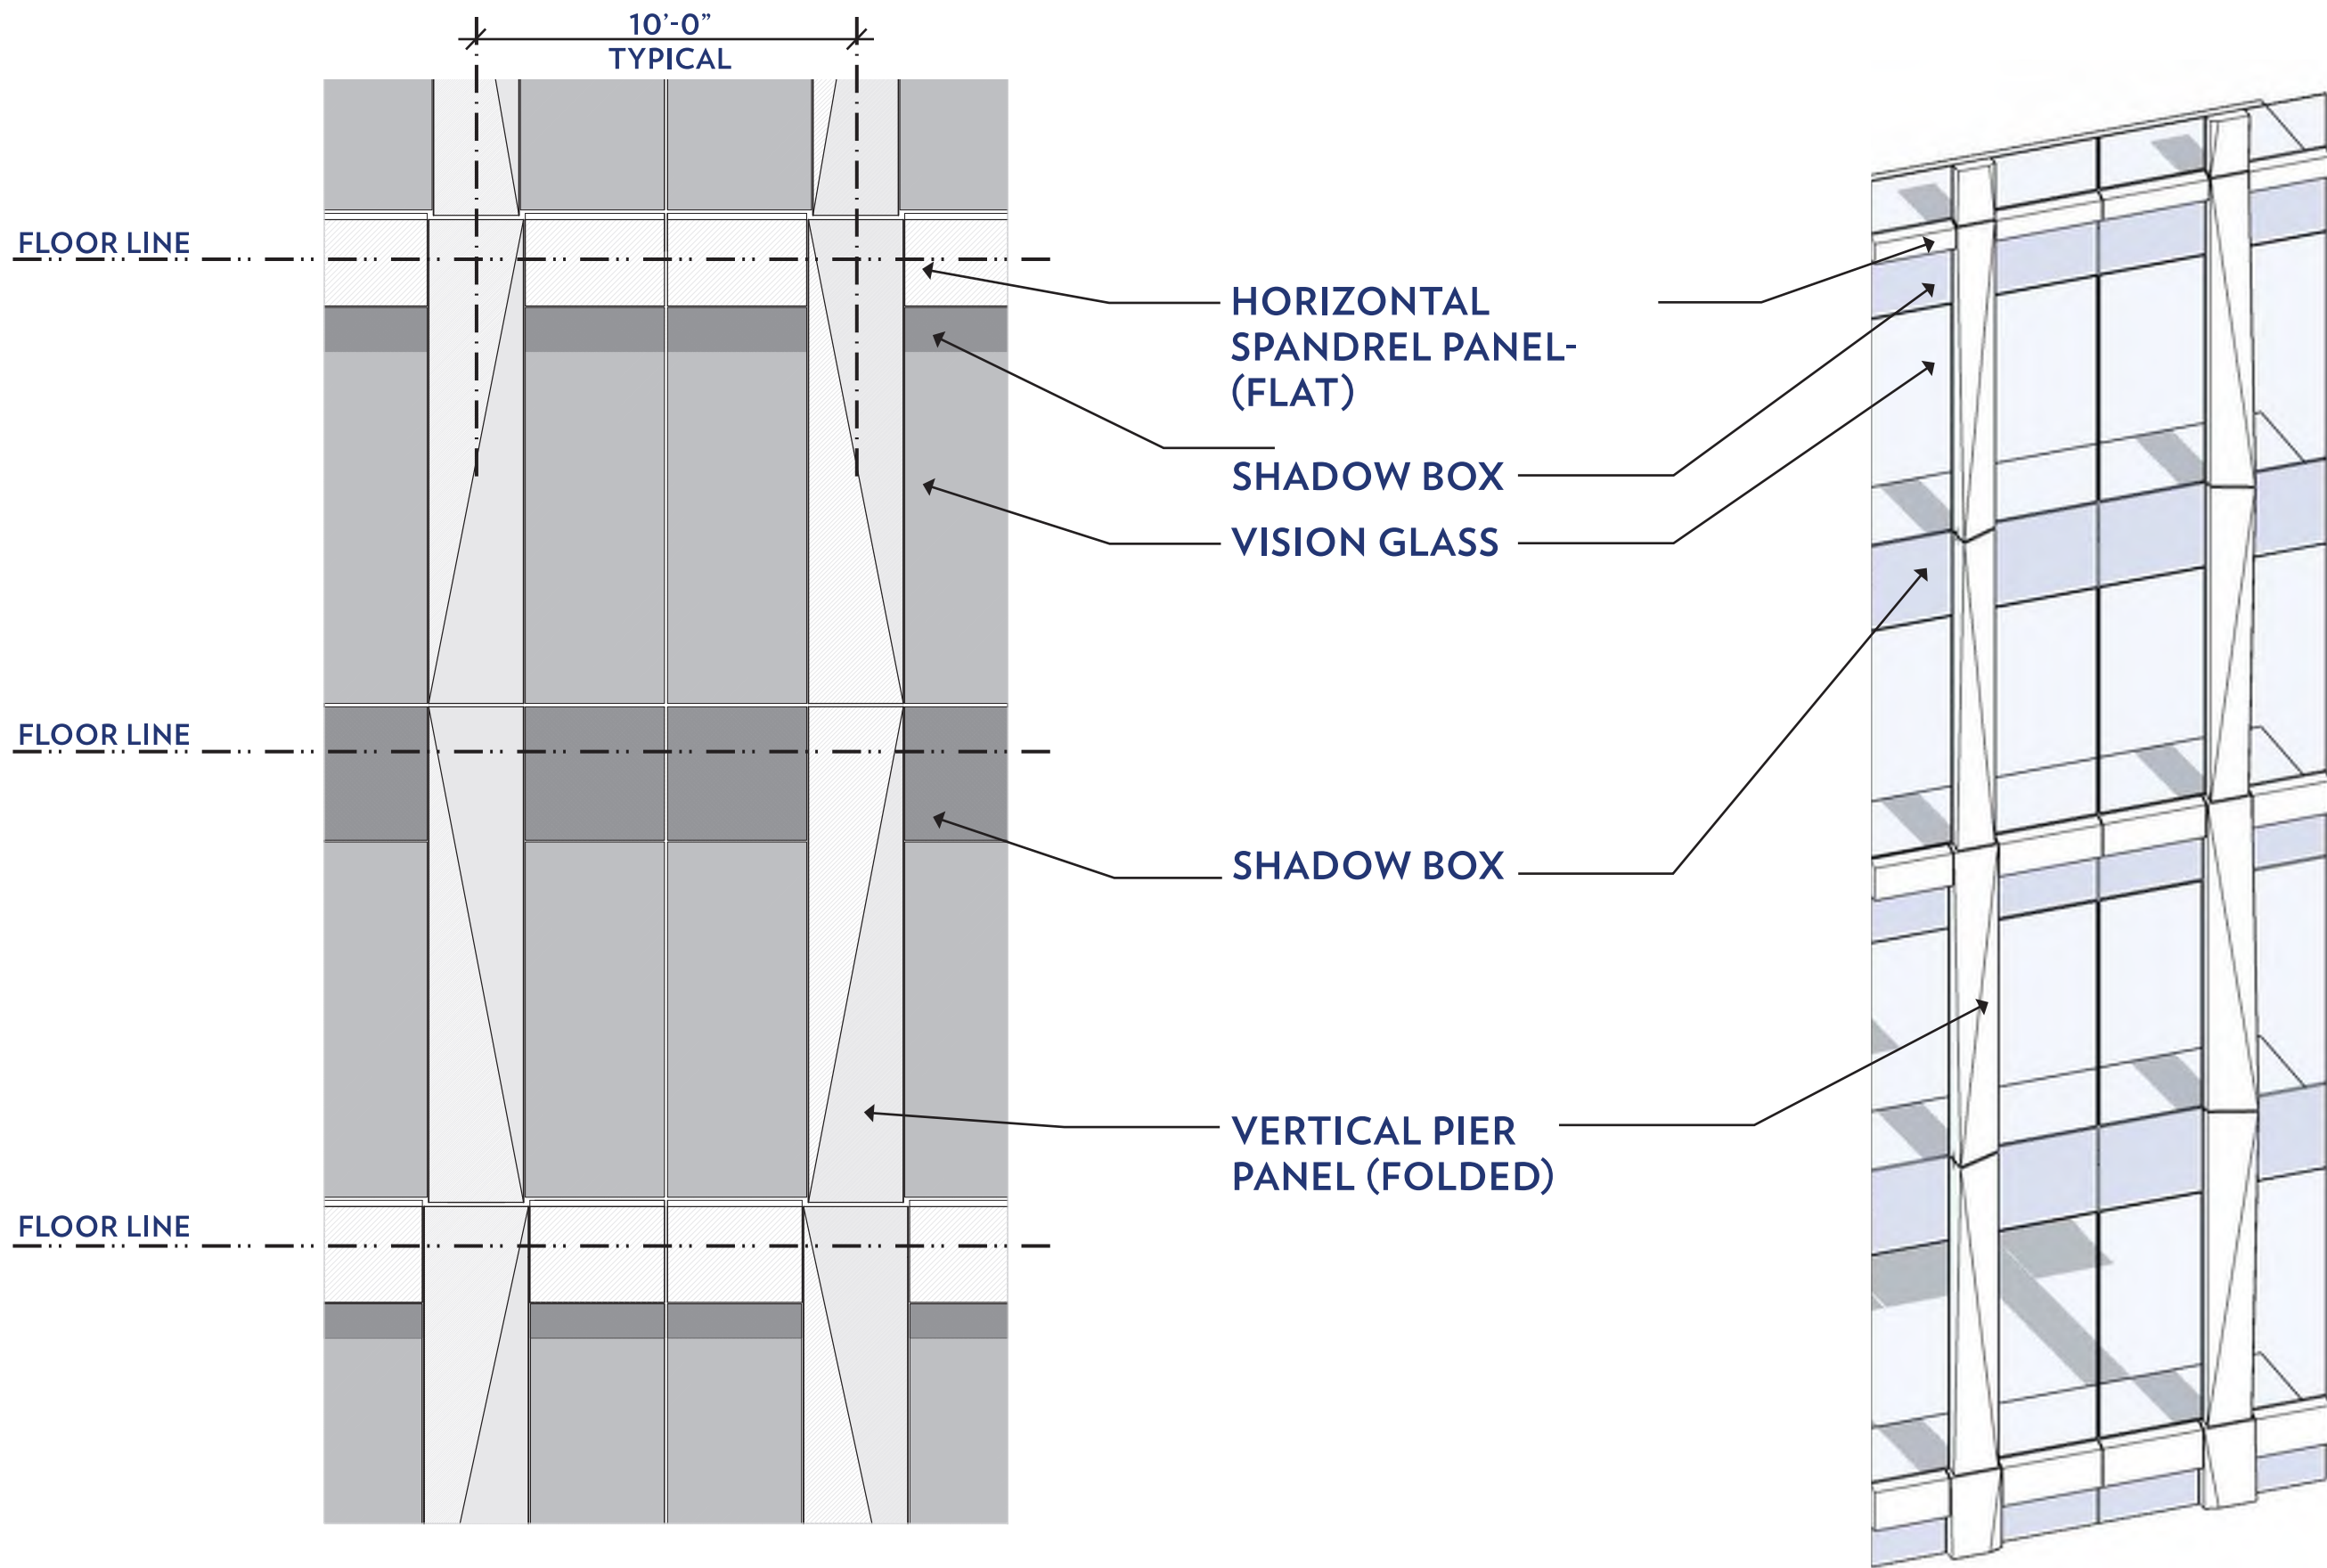 10’-0”
TYPICAL
FLOOR LINE
HORIZONTAL
SPANDREL PANEL-
(FLAT)
SHADOW BOX
VISION GLASS
FLOOR LINE
SHADOW BOX
VERTICAL PIER
PANEL (FOLDED)
FLOOR LINE